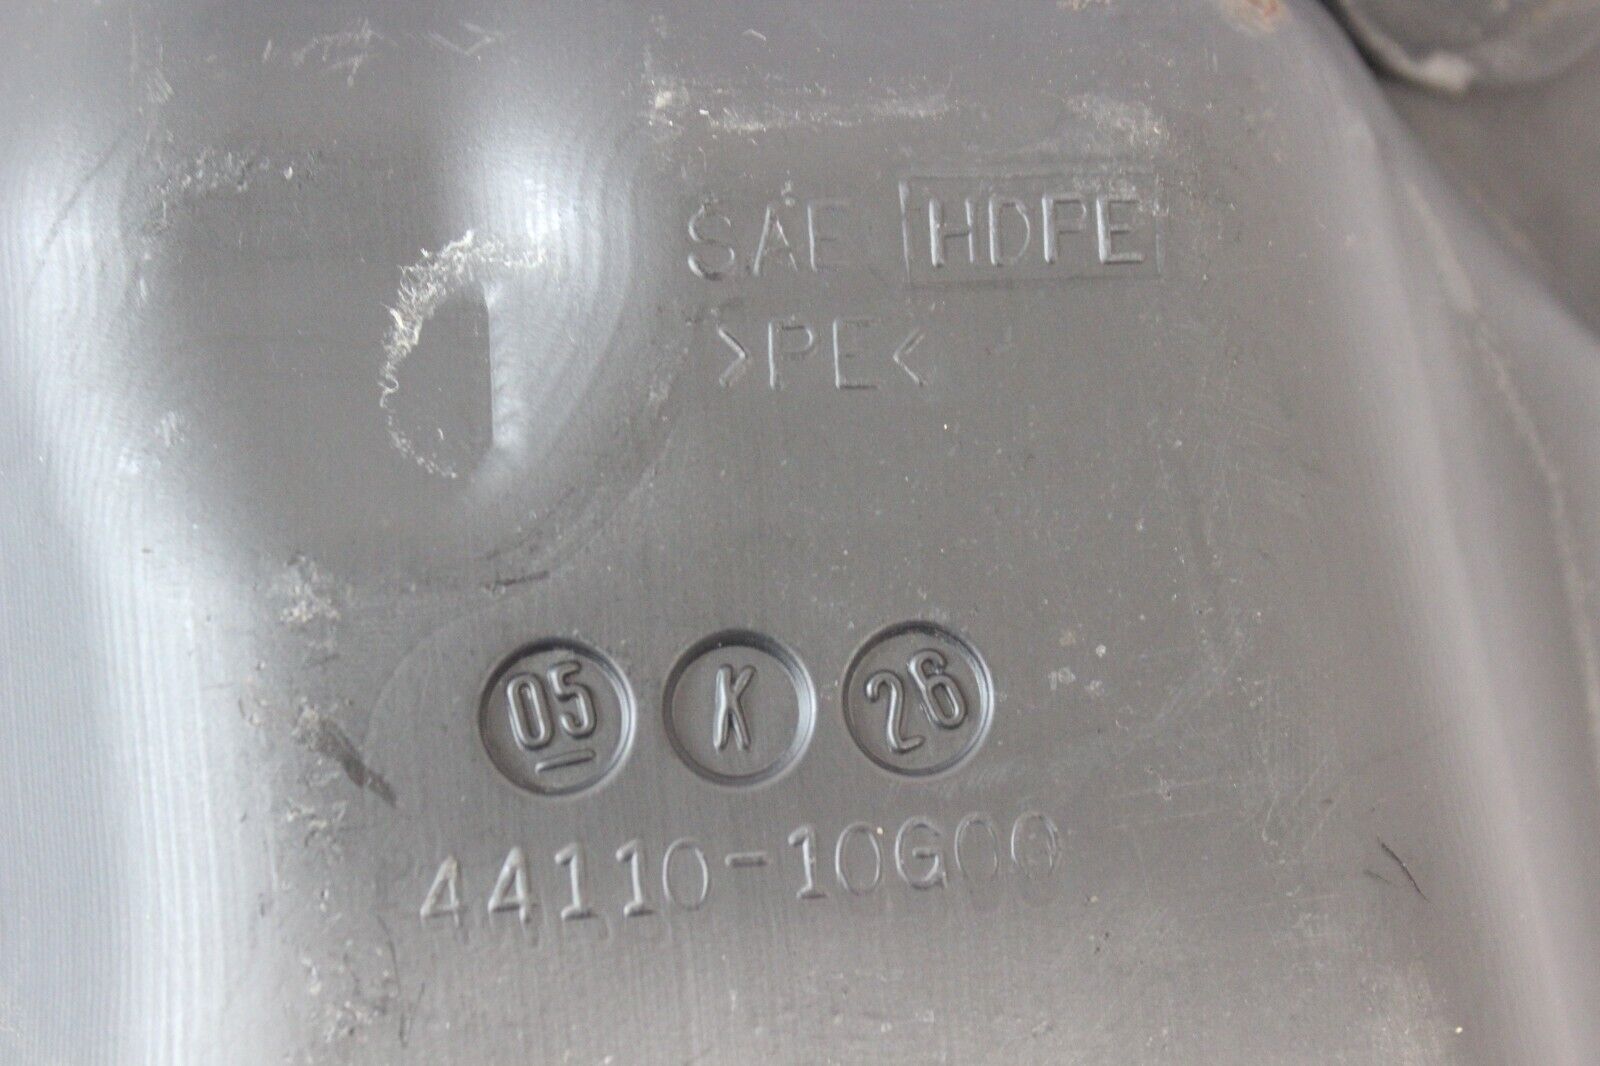 SAE HDPE
>PE<
05 K 26
44110-10G00